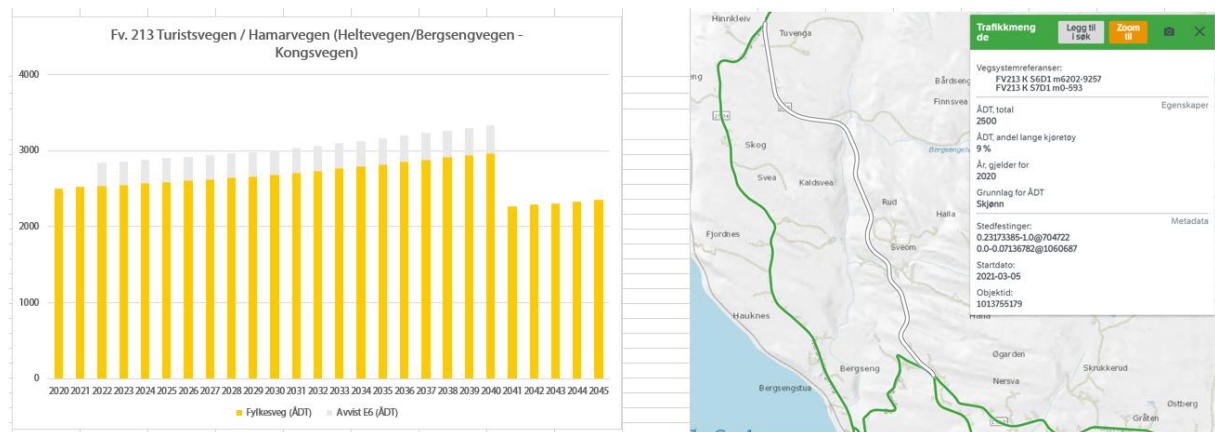 Fv. 213 Turistsvegen / Hamarvegen (Heltevegen/Bergsengvegen -
Kongsvegen)
4000
3000
2000
1000
0
2020 2021 2022 2023 2024 2025 2026 2027 2028 2029 2030 2031 2032 2033 2034 2035 2036 2037 2038 2039 2040 2041 2042 2043 2044 2045
Fylkesveg (ÅDT) Avvist E6 (ÅDT)
Hinnkleiv
Tuvenga
Bårdseng
Finnsvea
Skog
Svea
Kaldsvea
Rud
Halla
Fjordnes
Sveom
Hauknes
Øgarden
Bergseng
Nersva
Skrukkerud
Bergsengstua
Østberg
Gråten
Trafikkmeng
de
Legg til
i søk
Zoom
til
Vegsystemreferanser:
FV213 K S6D1 m6202-9257
FV213 K S7D1 m0-593
Egenskaper
ÅDT, total
2500
ÅDT, andel lange kjøretøy
9 %
År, gjelder for
2020
Grunnlag for ÅDT
Skjønn
Metadata
Stedfestinger:
0.23173385-1.0@704722
0.0-0.07136782@1060687
Startdato:
2021-03-05
Objektid:
1013755179